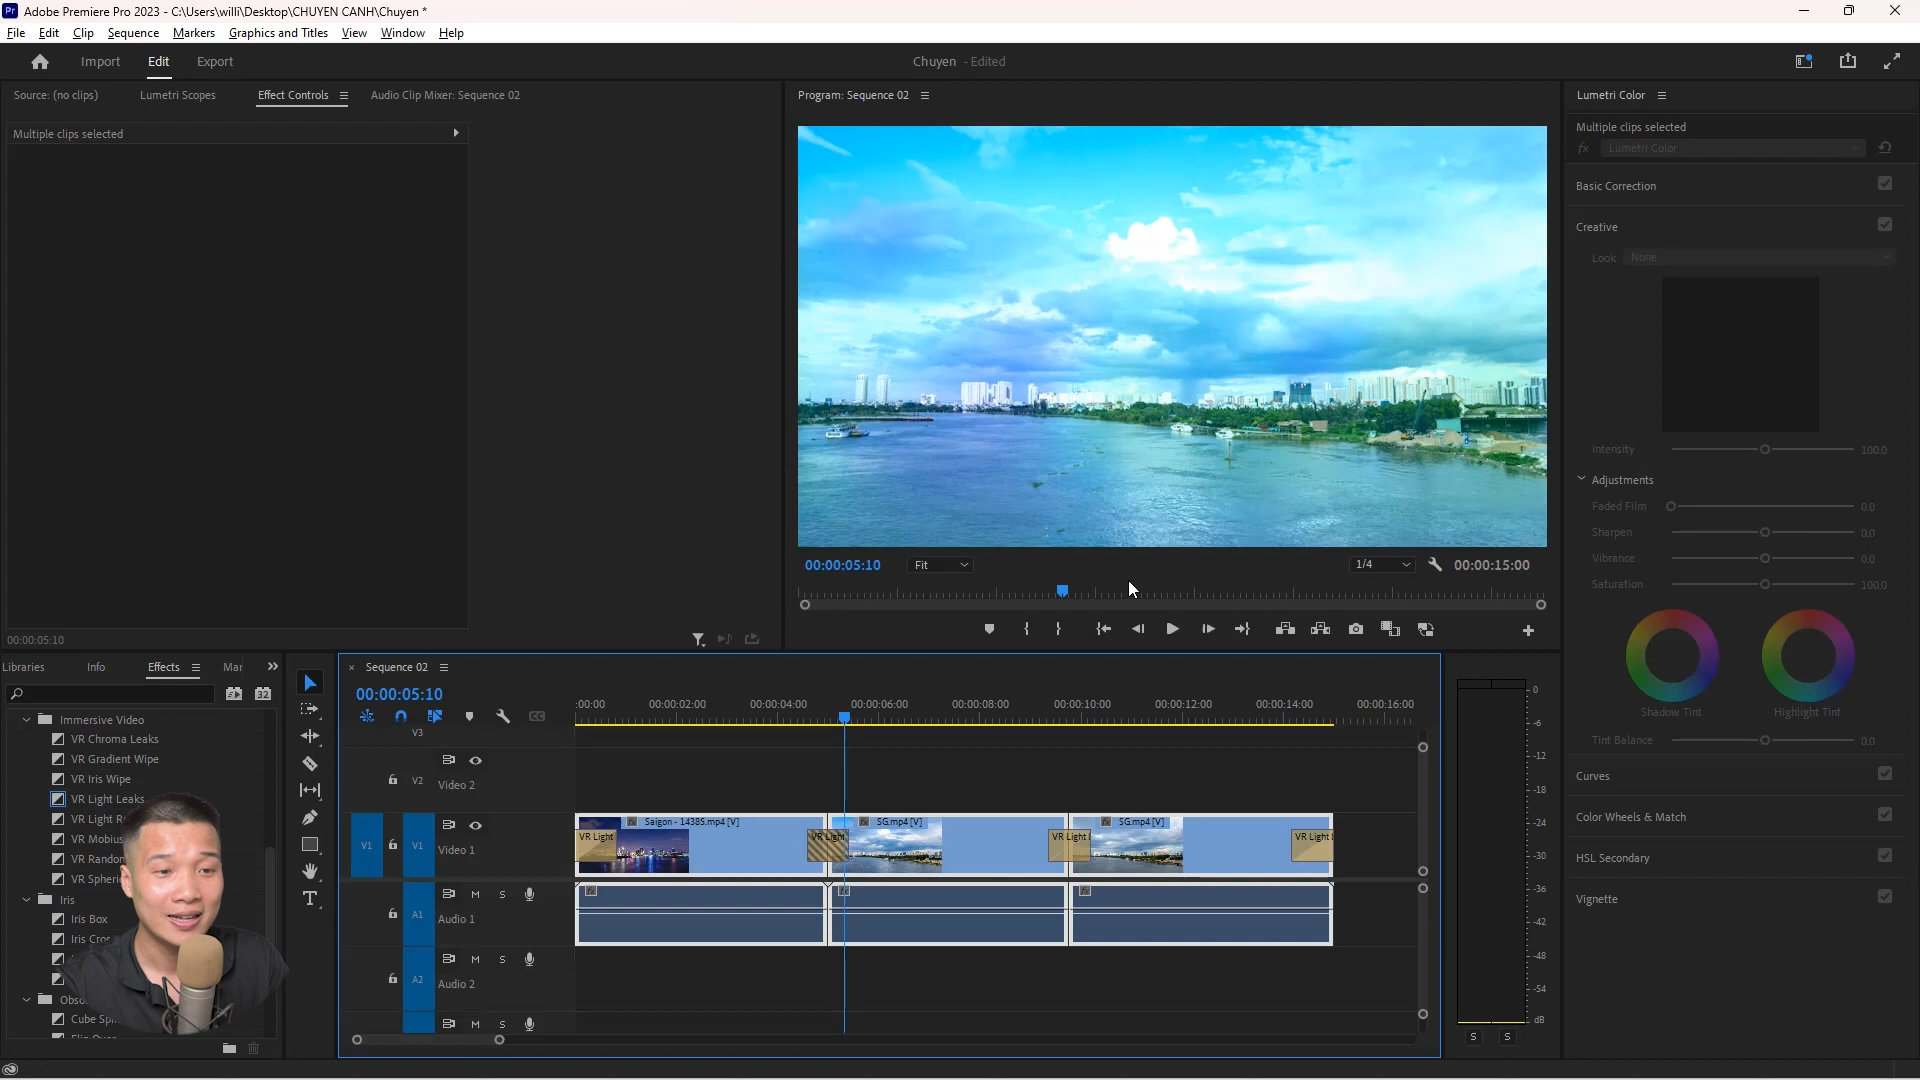 Adobe Premiere Pro 2023 - C:\Users\willi\Desktop\CHUYEN CANH\Chuyen *
File Edit Clip Sequence Markers Graphics and Titles View Window Help
Import Edit Export
Chuyen - Edited
Source: (no clips) Effect Controls Audio Clip Mixer: Sequence 02
Multiple clips selected
00:00:05:10
Program: Sequence 02
00:00:05:10 Fit 1/4 00:00:15:00
Lumetri Color
Multiple clips selected
fx Lumetri Color
Basic Correction
Creative
Look None
Intensity 100.0
Adjustments
Faded Film 0.0
Sharpen 0.0
Vibrance 0.0
Saturation 100.0
Shadow Tint Highlight Tint
Tint Balance 0.0
Curves
Color Wheels & Match
HSL Secondary
Vignette
Libraries Info Effects Mar
Immersive Video
VR Chroma Leaks
VR Gradient Wipe
VR Iris Wipe
VR Light Leaks
VR Light R
VR Mobius
VR Random
VR Spheri
Iris
Iris Box
Iris Cros
Obso
Cube Spi
Sequence 02
00:00:05:10
:00:00 00:00:02:00 00:00:04:00 00:00:06:00 00:00:08:00 00:00:10:00 00:00:12:00 00:00:14:00 00:00:16:00
V3
V2 Video 2
V1 V1 Video 1
Saigon - 14385.mp4 [V] SG.mp4 [V] SG.mp4 [V]
VR Light VR Light VR Light VR Light
A1 M S
Audio 1
A2 M S
Audio 2
M S
0
-6
-12
-18
-24
-30
-36
-42
-48
-54
dB
S S